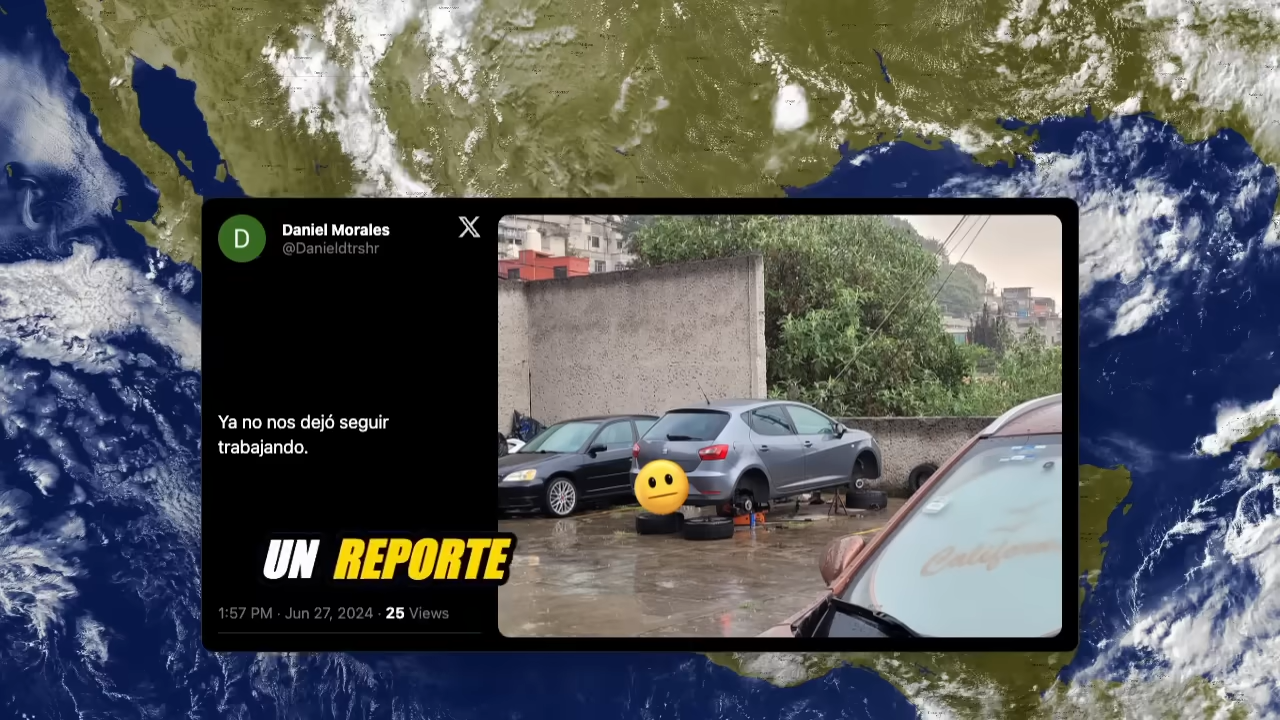 D
Daniel Morales
@Danieldtrshr
Ya no nos dejó seguir
trabajando.
UN REPORTE
1:57 PM · Jun 27, 2024 · 25 Views